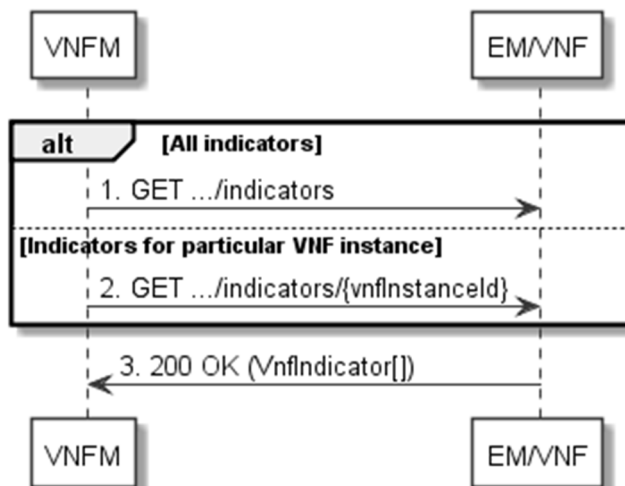 VNFM EM/VNF
alt [All indicators]
1. GET .../indicators
[Indicators for particular VNF instance]
2. GET .../indicators/{vnfInstanceId}
3. 200 OK (VnfIndicator[])
VNFM EM/VNF